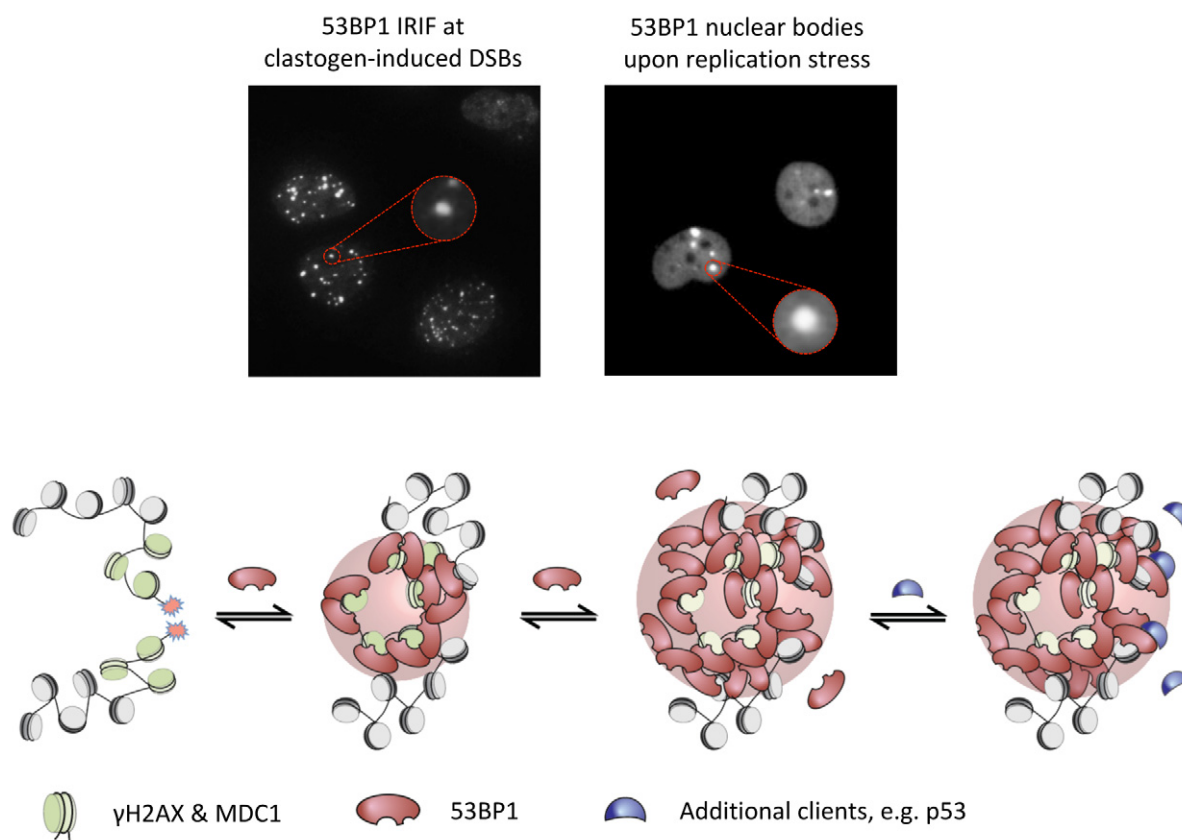 53BP1 IRIF at
clastogen-induced DSBs
53BP1 nuclear bodies
upon replication stress
γH2AX & MDC1
53BP1
Additional clients, e.g. p53